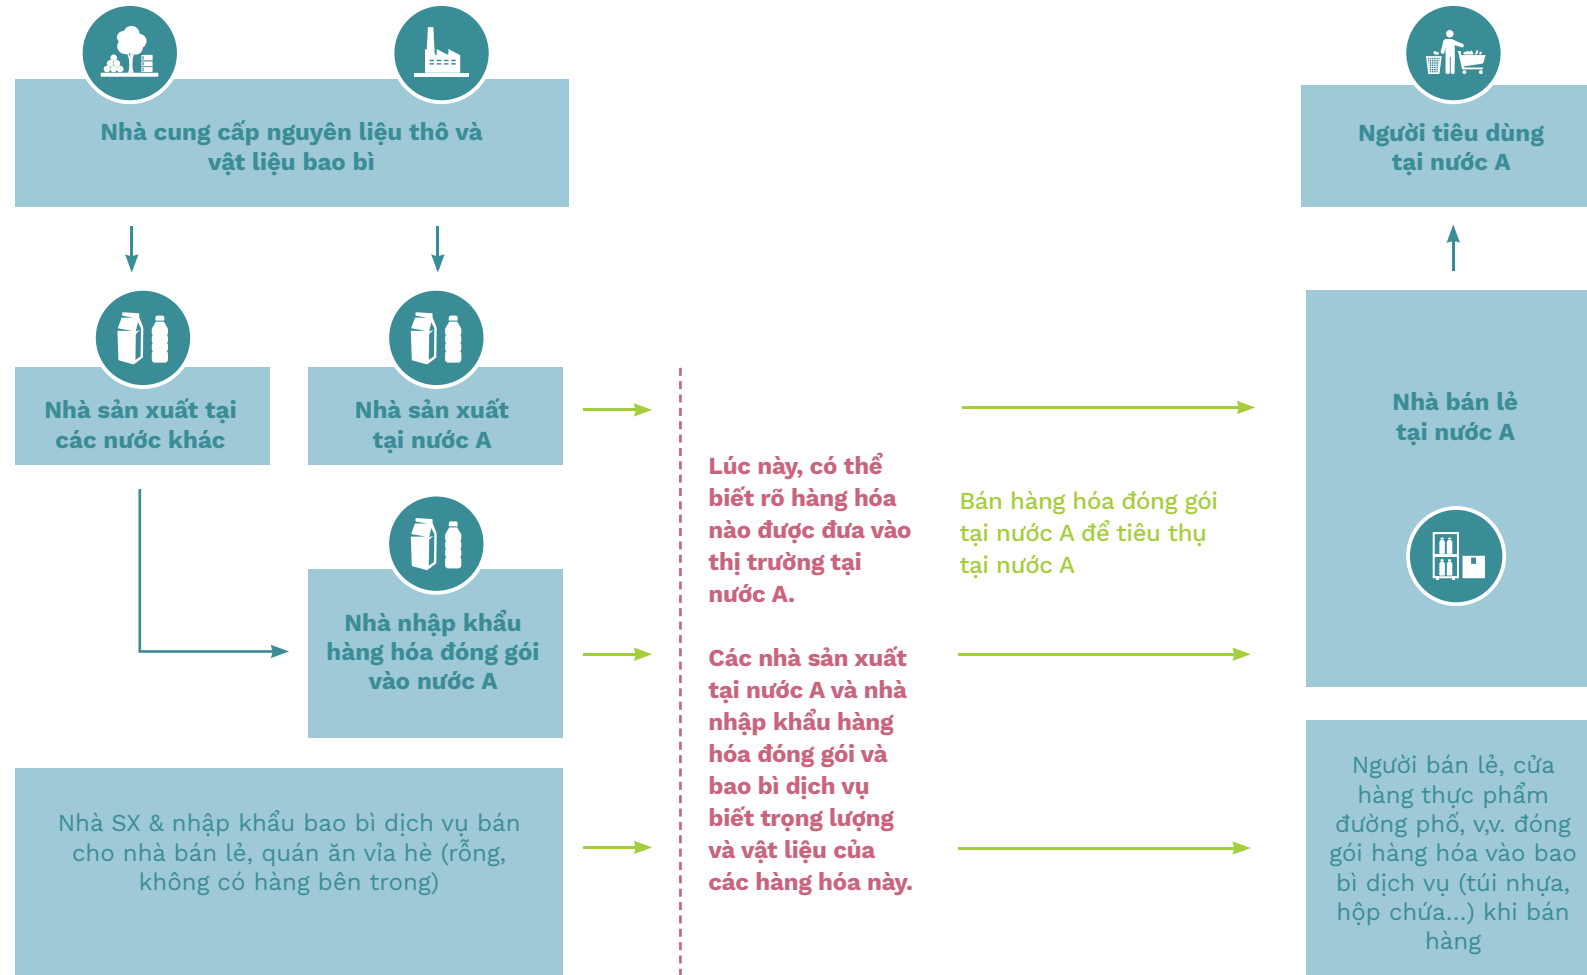 Nhà cung cấp nguyên liệu thô và
vật liệu bao bì
Người tiêu dùng
tại nước A
Nhà sản xuất tại
các nước khác
Nhà sản xuất
tại nước A
Nhà nhập khẩu
hàng hóa đóng gói
vào nước A
Nhà SX & nhập khẩu bao bì dịch vụ bán
cho nhà bán lẻ, quán ăn vỉa hè (rỗng,
không có hàng bên trong)
Lúc này, có thể
biết rõ hàng hóa
nào được đưa vào
thị trường tại
nước A.
Các nhà sản xuất
tại nước A và nhà
nhập khẩu hàng
hóa đóng gói và
bao bì dịch vụ
biết trọng lượng
và vật liệu của
các hàng hóa này.
Bán hàng hóa đóng gói
tại nước A để tiêu thụ
tại nước A
Nhà bán lẻ
tại nước A
Người bán lẻ, cửa
hàng thực phẩm
đường phố, v,v. đóng
gói hàng hóa vào bao
bì dịch vụ (túi nhựa,
hộp chứa...) khi bán
hàng